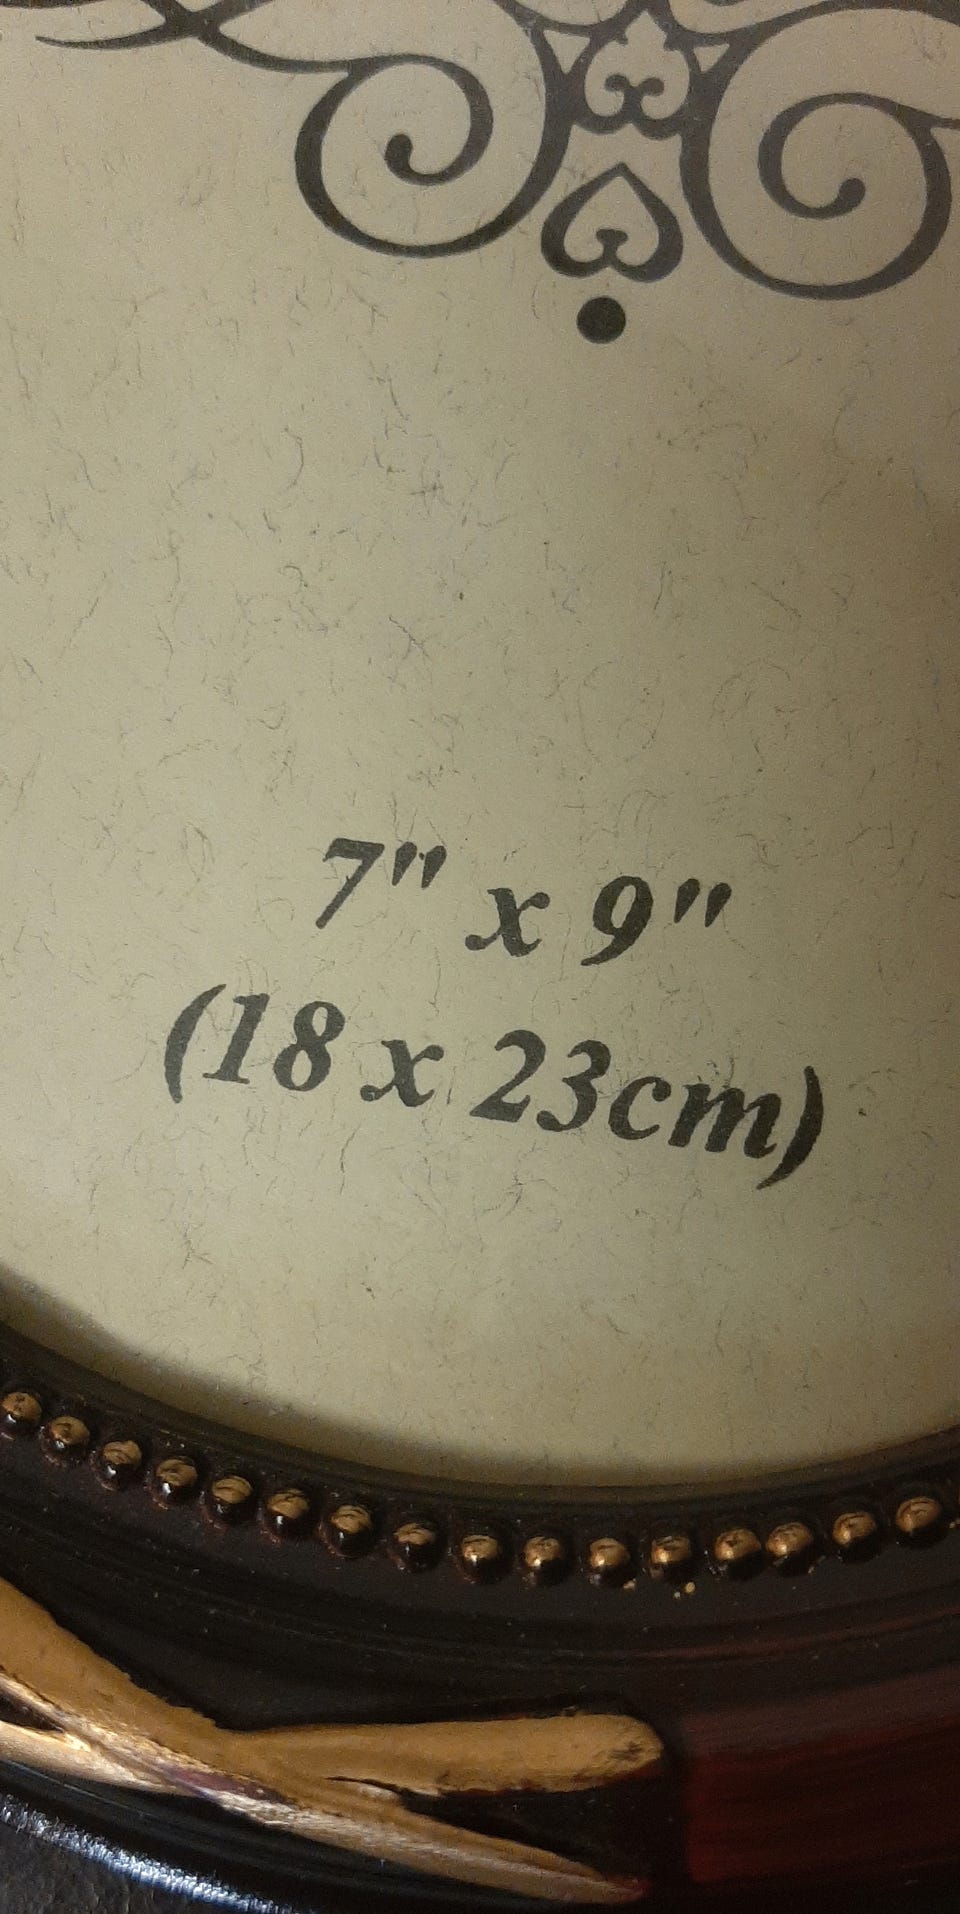 7" x 9"
(18 x 23cm)